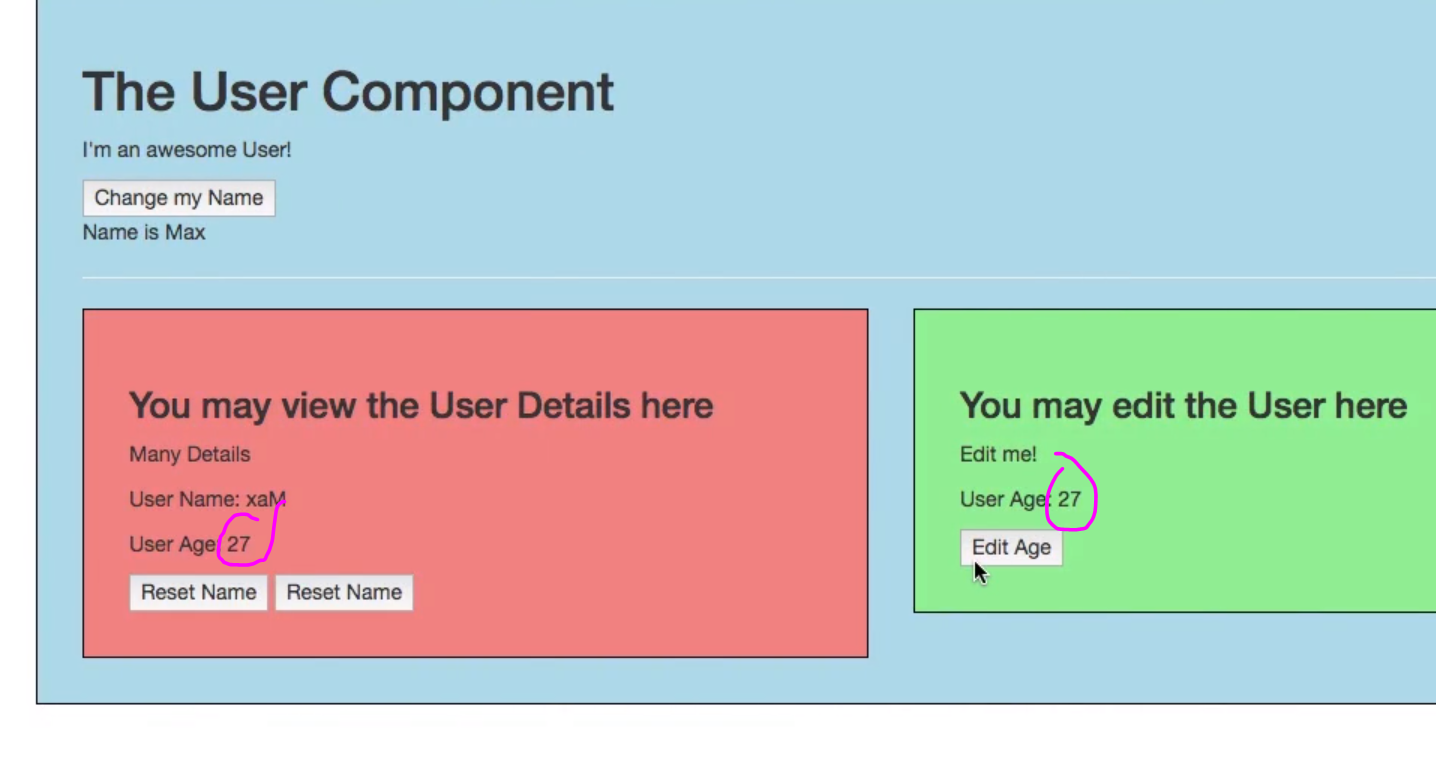 The User Component
I'm an awesome User!
Change my Name
Name is Max
You may view the User Details here
Many Details
User Name: xaM
User Age: 27
Reset Name Reset Name
You may edit the User here
Edit me!
User Age: 27
Edit Age